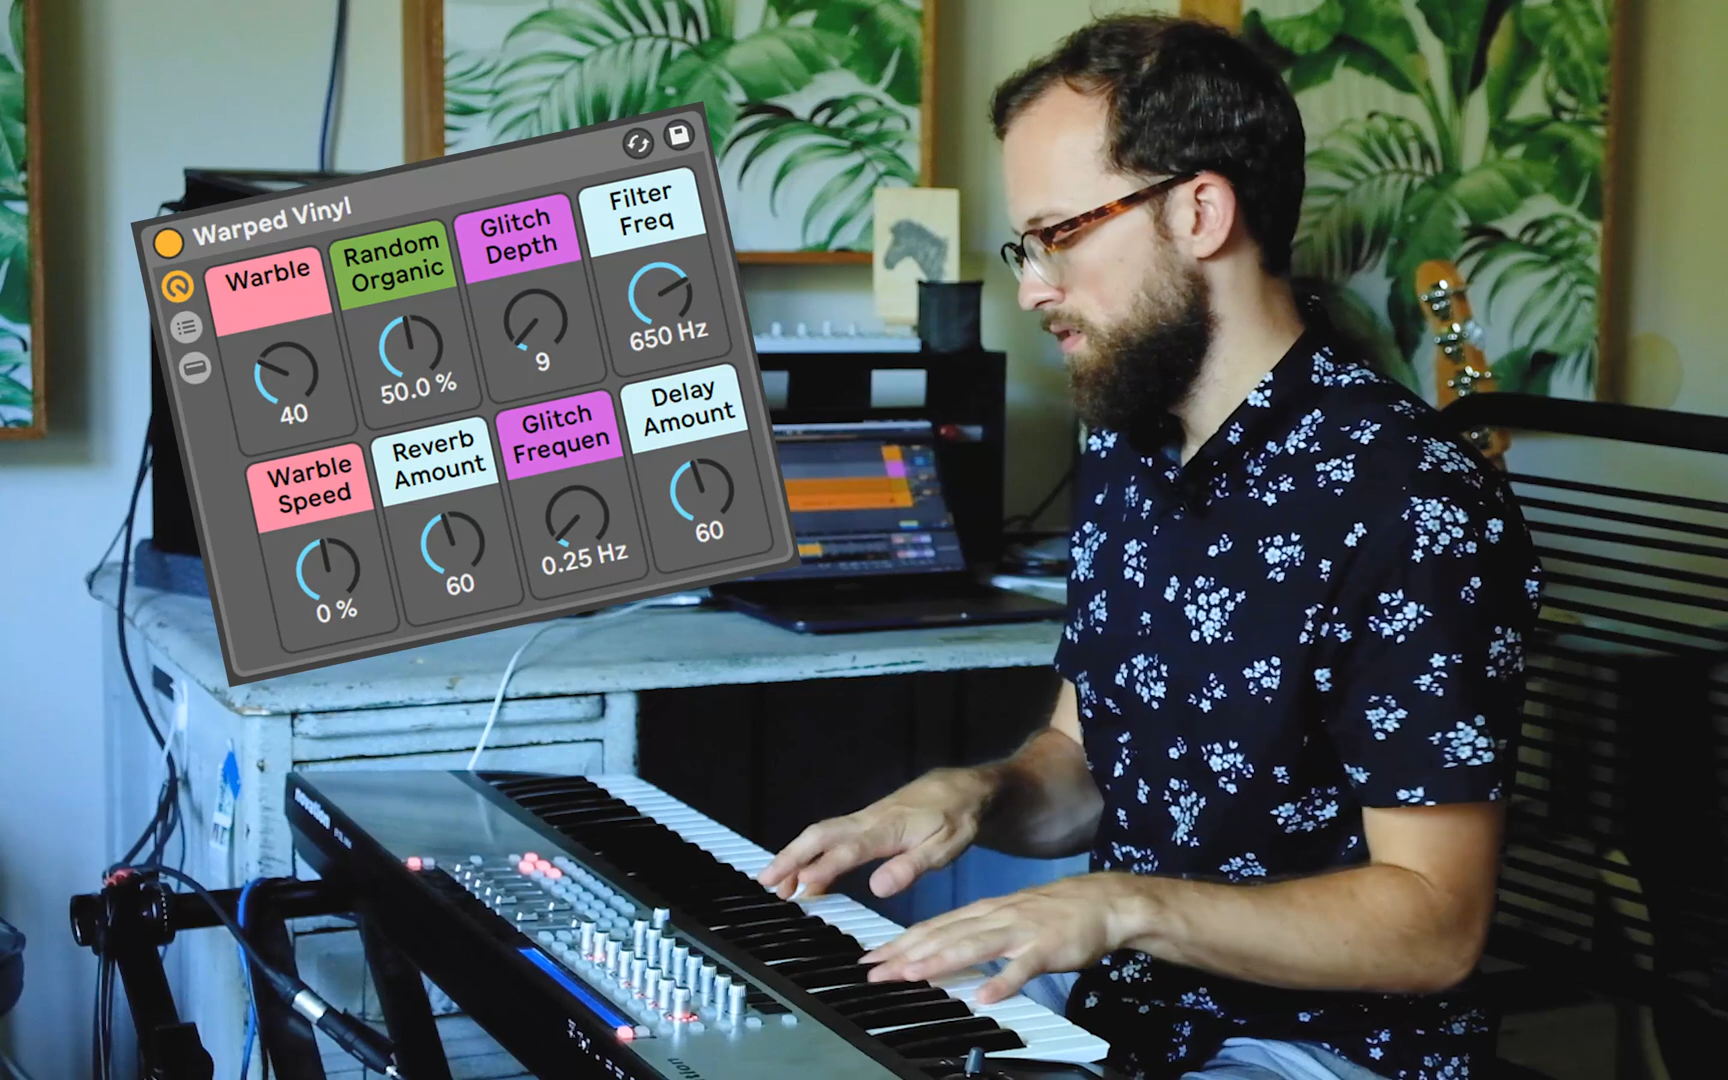 Warped Vinyl
Warble
40
Random
Organic
50.0 %
Glitch
Depth
9
Filter
Freq
650 Hz
Warble
Speed
0 %
Reverb
Amount
60
Glitch
Frequen
0.25 Hz
Delay
Amount
60
novation